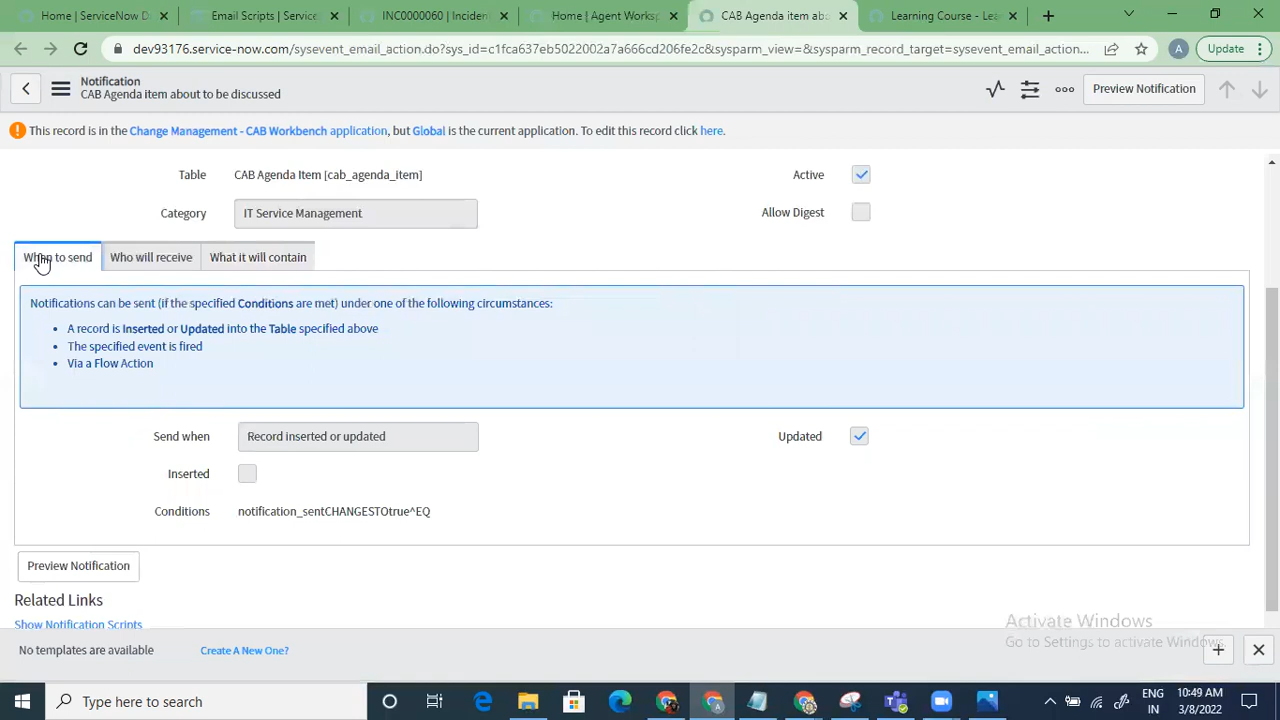 Home | ServiceNow D
Email Scripts | Service
INC0000060 | Inciden
Home | Agent Worksp
CAB Agenda item abo
Learning Course - Lea
dev93176.service-now.com/sysevent_email_action.do?sys_id=c1fca637eb5022002a7a666cd206fe2c&sysparm_view=&sysparm_record_target=sysevent_email_action...
A
Update
Notification
CAB Agenda item about to be discussed
Preview Notification
This record is in the Change Management - CAB Workbench application, but Global is the current application. To edit this record click here.
Table CAB Agenda Item [cab_agenda_item] Active
Category IT Service Management Allow Digest
When to send Who will receive What it will contain
Notifications can be sent (if the specified Conditions are met) under one of the following circumstances:
• A record is Inserted or Updated into the Table specified above
• The specified event is fired
• Via a Flow Action
Send when Record inserted or updated Updated
Inserted
Conditions notification_sentCHANGESTOtrue^EQ
Preview Notification
Related Links
Show Notification Scripts
Activate Windows
Go to Settings to activate Windows.
No templates are available Create A New One?
Type here to search
ENG
IN
10:49 AM
3/8/2022